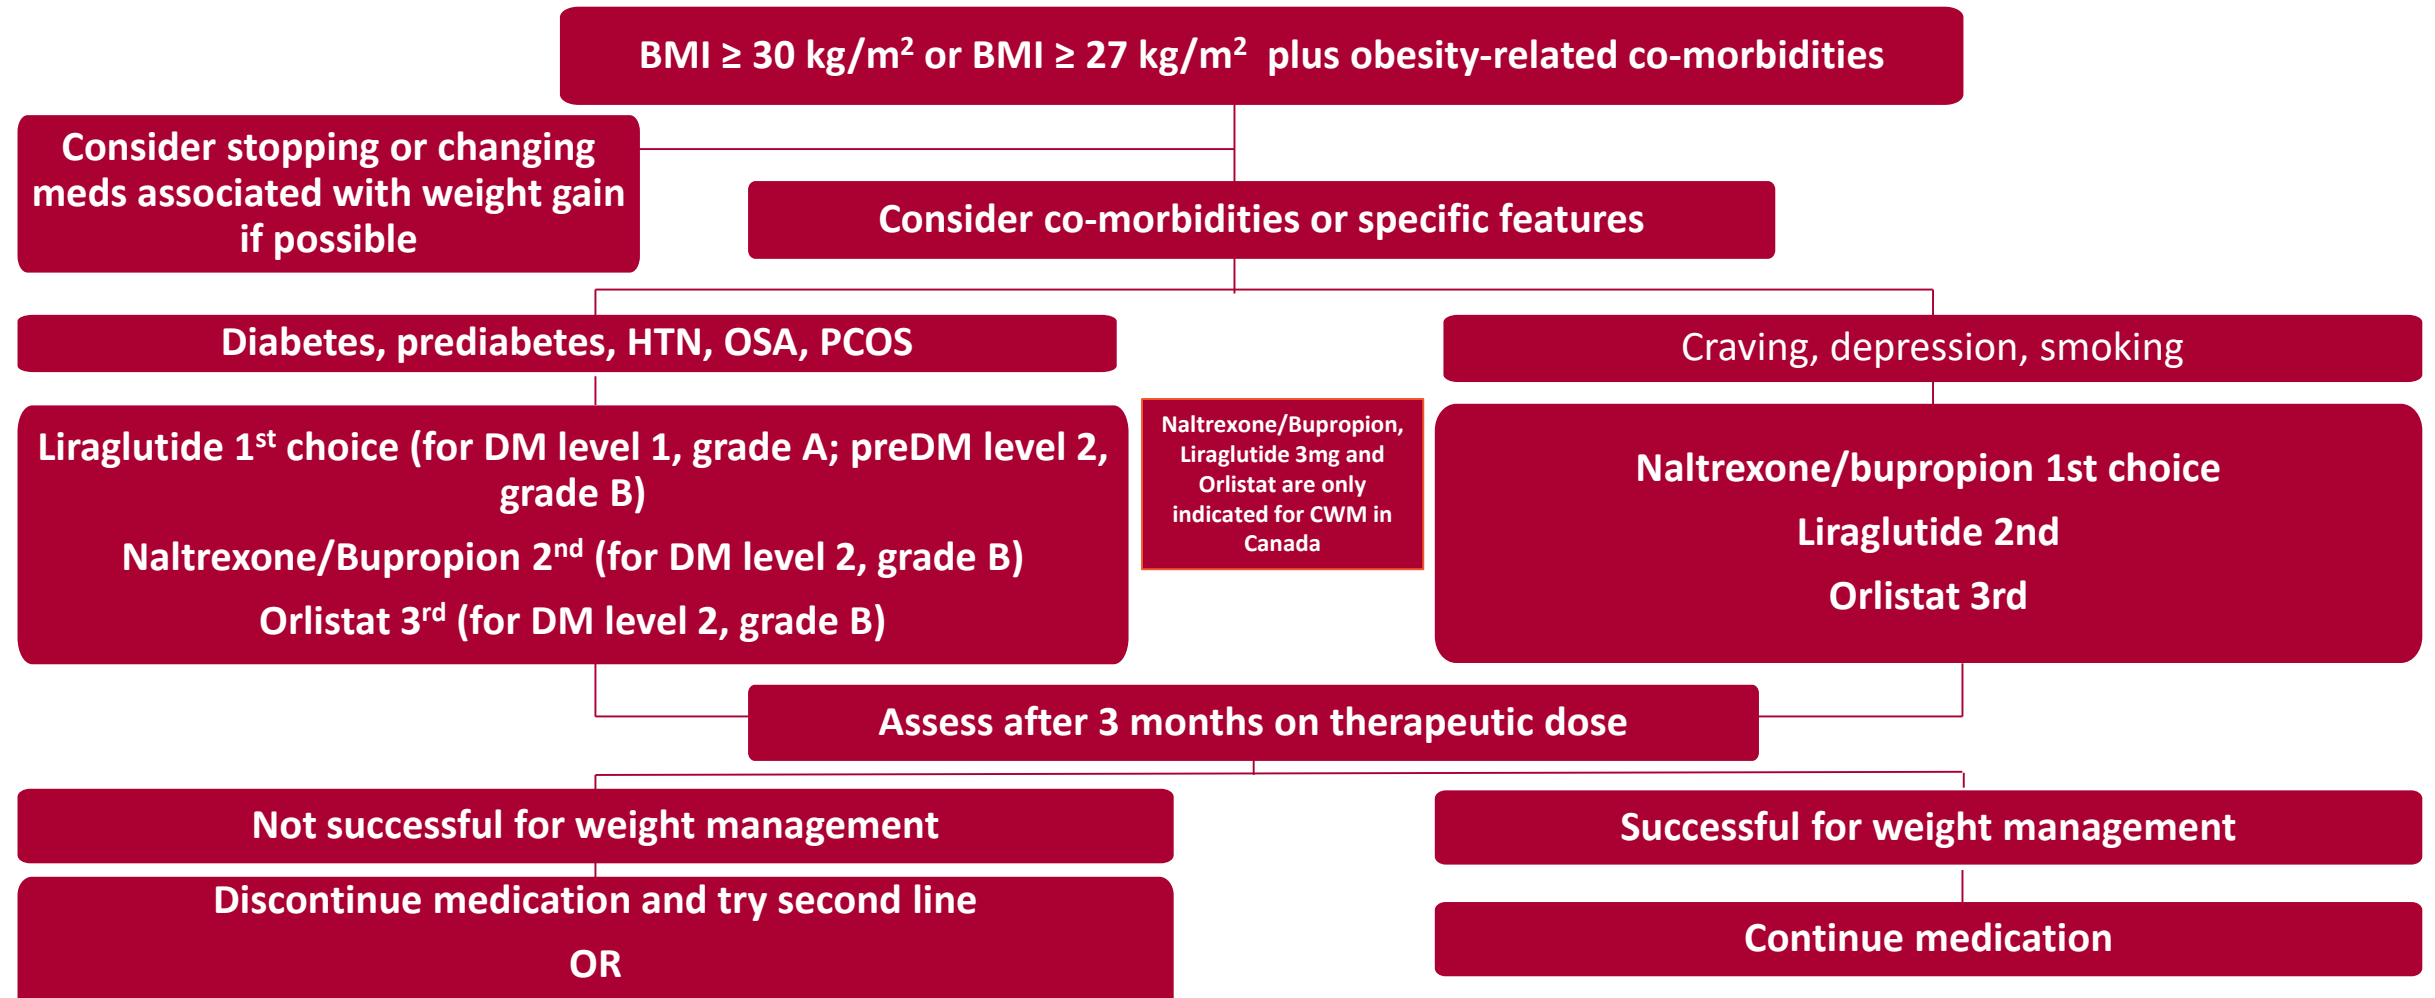 BMI ≥ 30 kg/m² or BMI ≥ 27 kg/m² plus obesity-related co-morbidities
Consider stopping or changing
meds associated with weight gain
if possible
Consider co-morbidities or specific features
Diabetes, prediabetes, HTN, OSA, PCOS
Craving, depression, smoking
Liraglutide 1st choice (for DM level 1, grade A; preDM level 2,
grade B)
Naltrexone/Bupropion 2nd (for DM level 2, grade B)
Orlistat 3rd (for DM level 2, grade B)
Naltrexone/Bupropion,
Liraglutide 3mg and
Orlistat are only
indicated for CWM in
Canada
Naltrexone/bupropion 1st choice
Liraglutide 2nd
Orlistat 3rd
Assess after 3 months on therapeutic dose
Not successful for weight management
Successful for weight management
Discontinue medication and try second line
OR
Continue medication